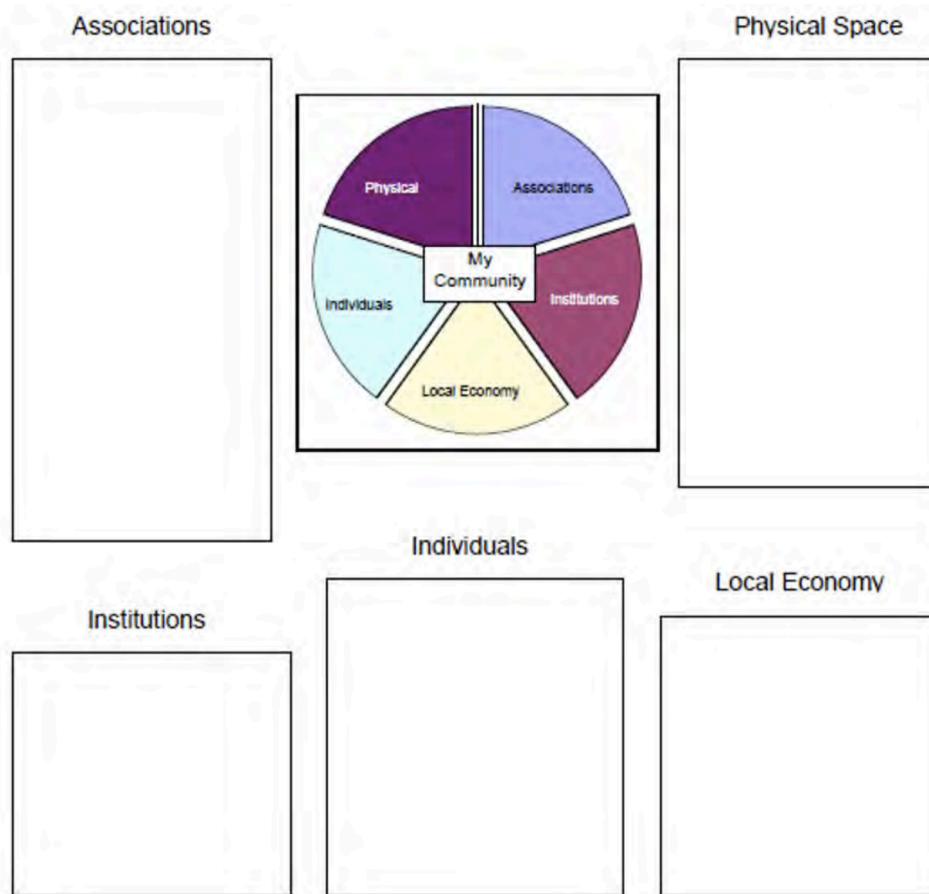 Associations
Physical Space
Physical
Associations
My
Community
Individuals
Institutions
Local Economy
Individuals
Local Economy
Institutions